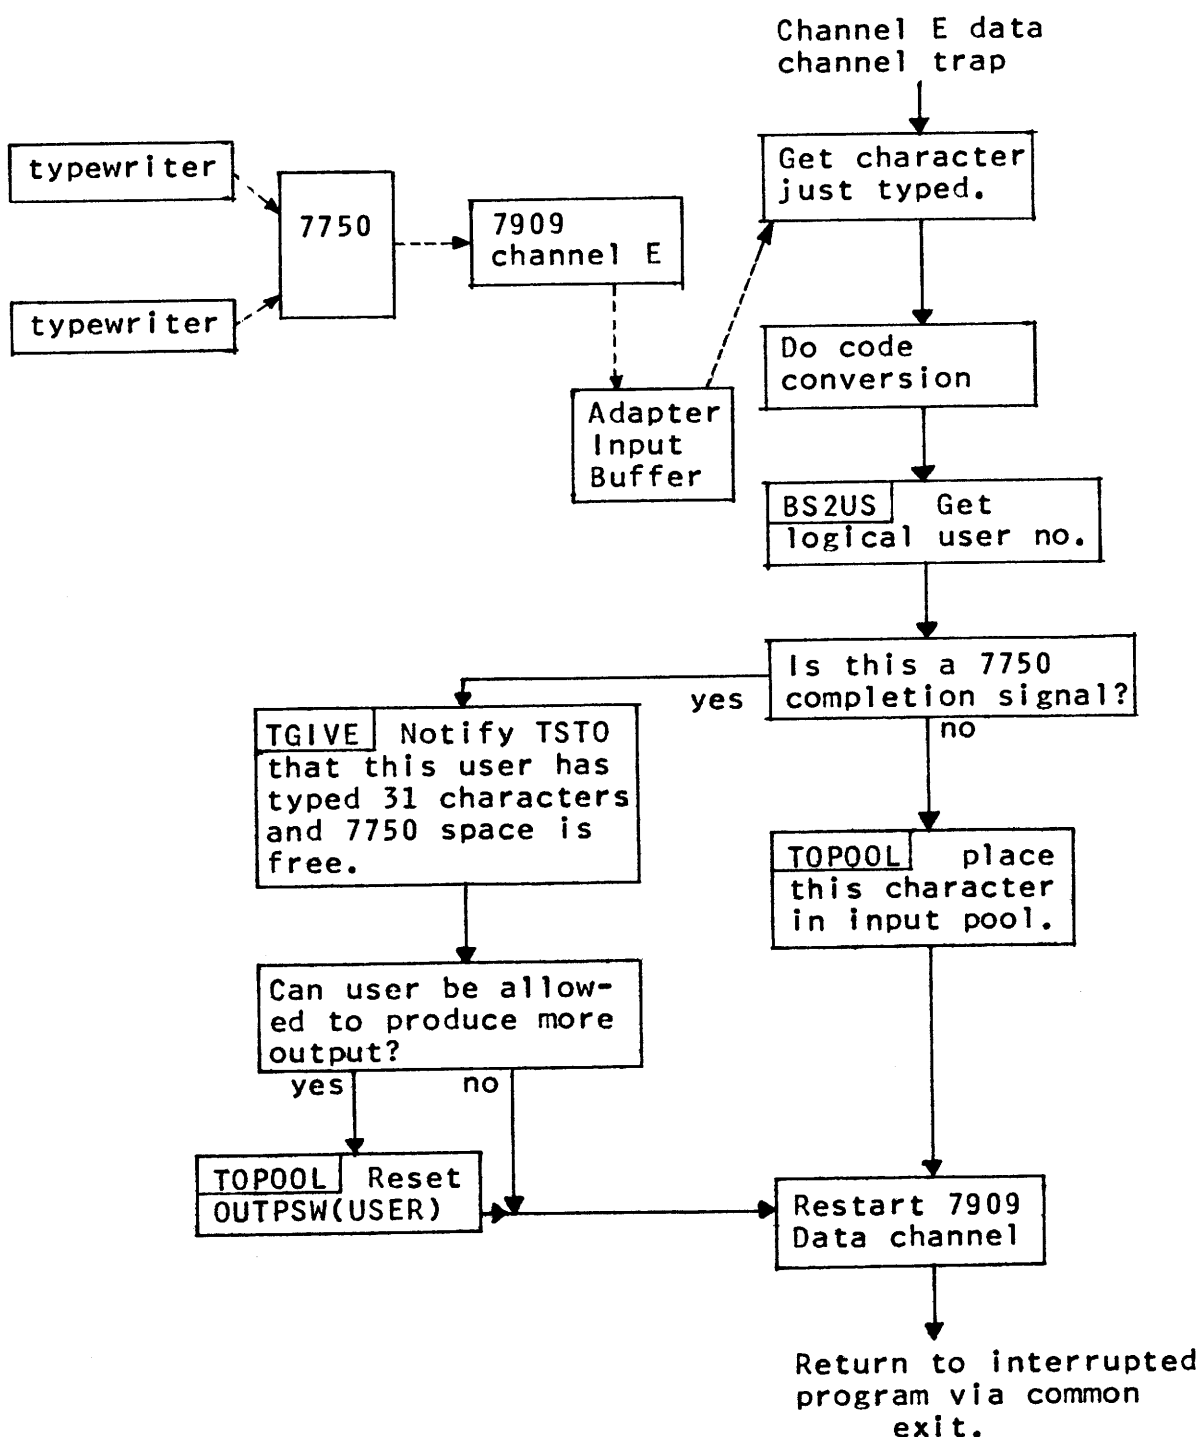 Channel E data
channel trap
typewriter
7750
7909
channel E
Get character
just typed.
typewriter
Do code
conversion
Adapter
Input
Buffer
BS2US Get
logical user no.
Is this a 7750
completion signal?
yes
no
TGIVE Notify TSTO
that this user has
typed 31 characters
and 7750 space is
free.
TOPOOL place
this character
in input pool.
Can user be allow-
ed to produce more
output?
yes no
TOPOOL Reset
OUTPSW(USER)
Restart 7909
Data channel
Return to interrupted
program via common
exit.